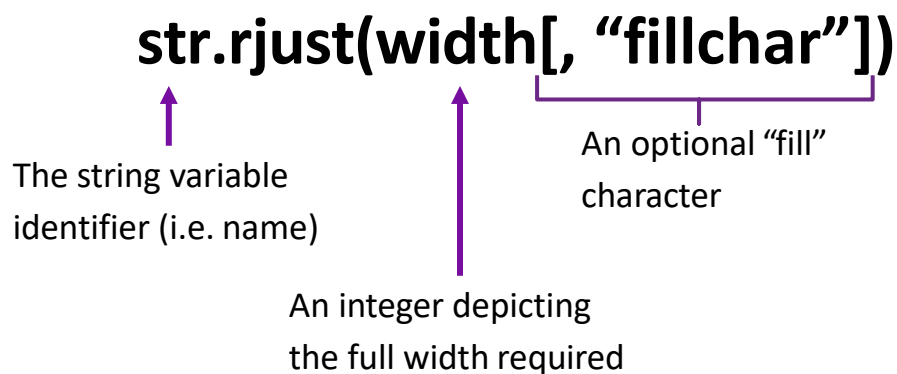 str.rjust(width[, “fillchar”])
The string variable
identifier (i.e. name)
An optional “fill”
character
An integer depicting
the full width required